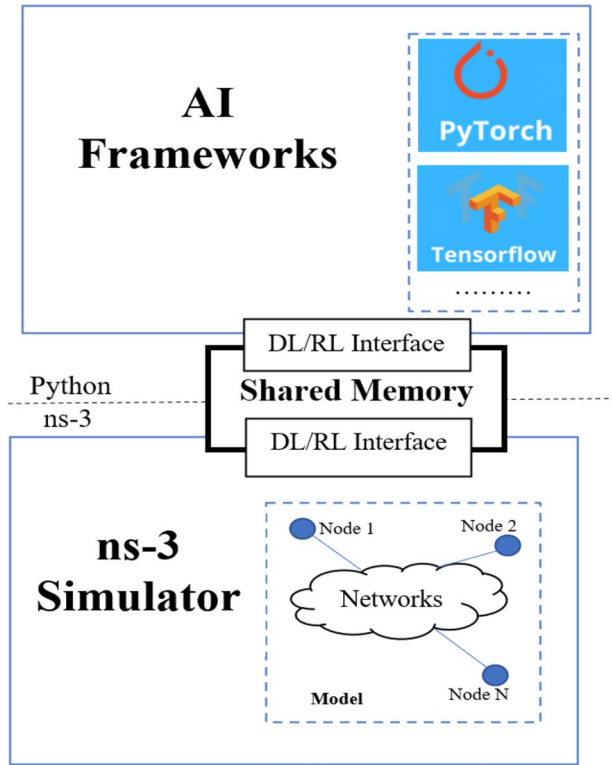 AI
Frameworks
PyTorch
Tensorflow
.........
DL/RL Interface
Shared Memory
Python
ns-3
DL/RL Interface
ns-3
Simulator
Node 1
Node 2
Networks
Model
Node N